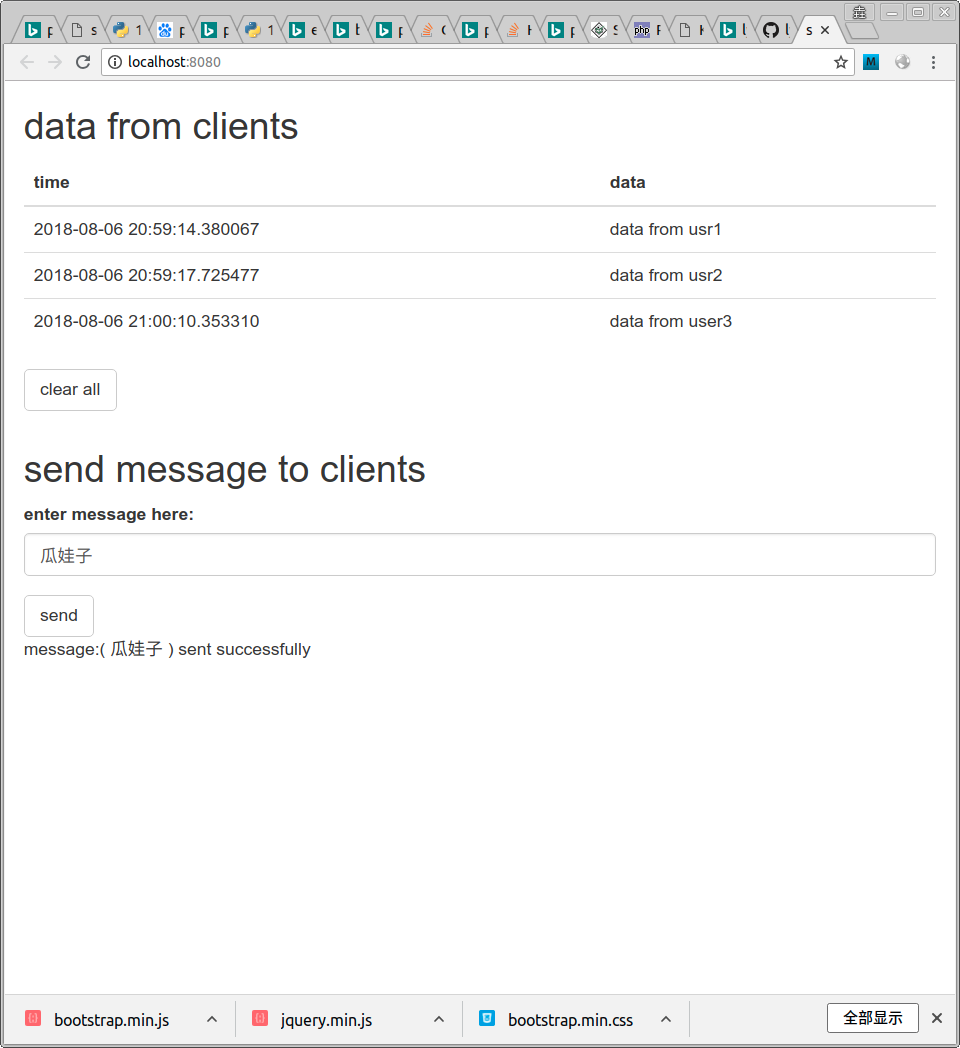 p
s
1
p
p
1
e
t
p
C
p
H
p
S
php
F
H
l
l
s
localhost:8080
M
data from clients
time data
2018-08-06 20:59:14.380067 data from usr1
2018-08-06 20:59:17.725477 data from usr2
2018-08-06 21:00:10.353310 data from user3
clear all
send message to clients
enter message here:
瓜娃子
send
message:( 瓜娃子 ) sent successfully
bootstrap.min.js
jquery.min.js
bootstrap.min.css
全部显示